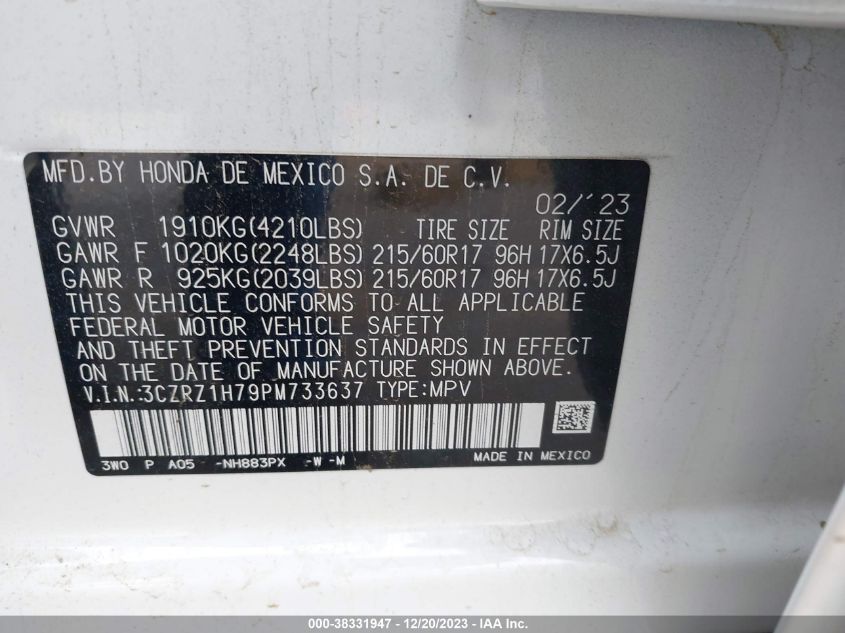 MFD.BY HONDA DE MEXICO S.A. DE C.V.
02/'23
GVWR 1910KG(4210LBS) TIRE SIZE RIM SIZE
GAWR F 1020KG(2248LBS) 215/60R17 96H 17X6.5J
GAWR R 925KG(2039LBS) 215/60R17 96H 17X6.5J
THIS VEHICLE CONFORMS TO ALL APPLICABLE
FEDERAL MOTOR VEHICLE SAFETY
AND THEFT PREVENTION STANDARDS IN EFFECT
ON THE DATE OF MANUFACTURE SHOWN ABOVE.
V.I.N.:3CZRZ1H79PM733637 TYPE:MPV
3W0 P A05 -NH883PX -W-M MADE IN MEXICO
000-38331947 - 12/20/2023 - IAA Inc.